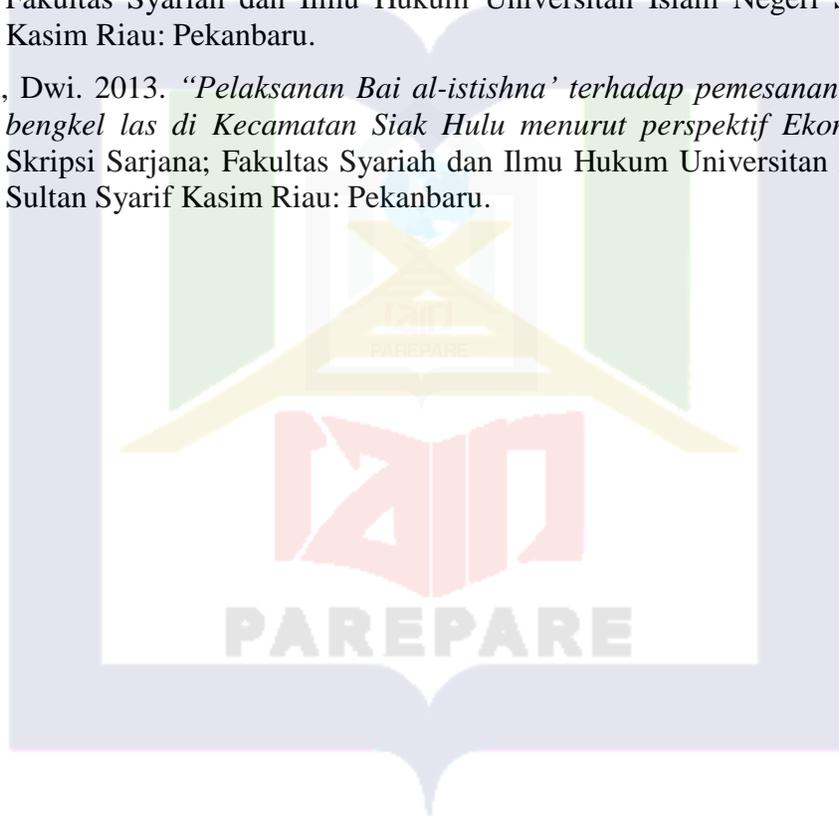 Fakultas Syariah dan Ilmu Hukum Universitan Islam Negeri
Kasim Riau: Pekanbaru.
, Dwi. 2013. “Pelaksanan Bai al-istishna’ terhadap pemesanan
bengkel las di Kecamatan Siak Hulu menurut perspektif
Skripsi Sarjana; Fakultas Syariah dan Ilmu Hukum Universitan
Sultan Syarif Kasim Riau: Pekanbaru.
PAREPARE
iain
PAREPARE